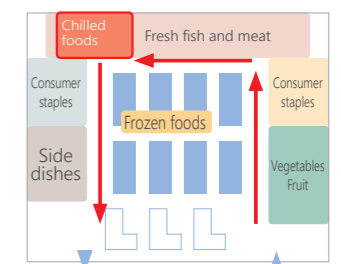 Chilled
foods
Fresh fish and meat
Consumer
staples
Consumer
staples
Frozen foods
Side
dishes
Vegetables
Fruit